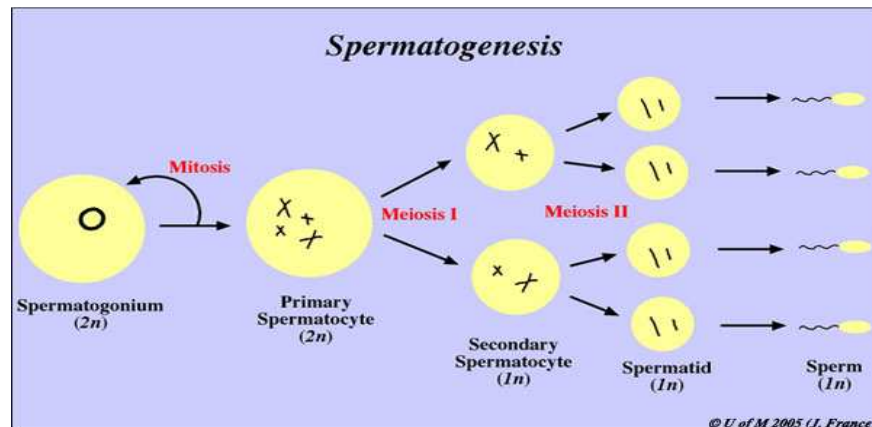 Spermatogenesis
Mitosis
Meiosis I
Meiosis II
Spermatogonium
(2n)
Primary
Spermatocyte
(2n)
Secondary
Spermatocyte
(1n)
Spermatid
(1n)
Sperm
(1n)
© U of M 2005 (J. France